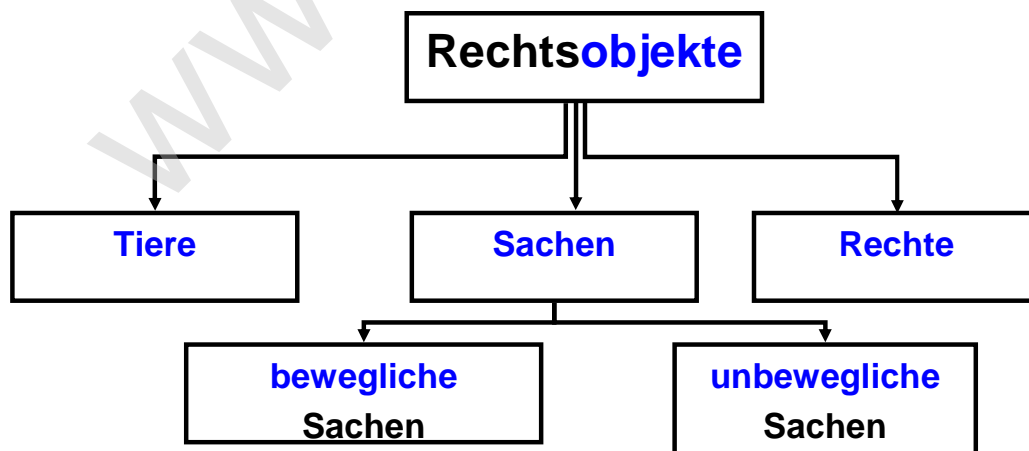 Rechtsobjekte
Tiere
Sachen
Rechte
bewegliche
Sachen
unbewegliche
Sachen